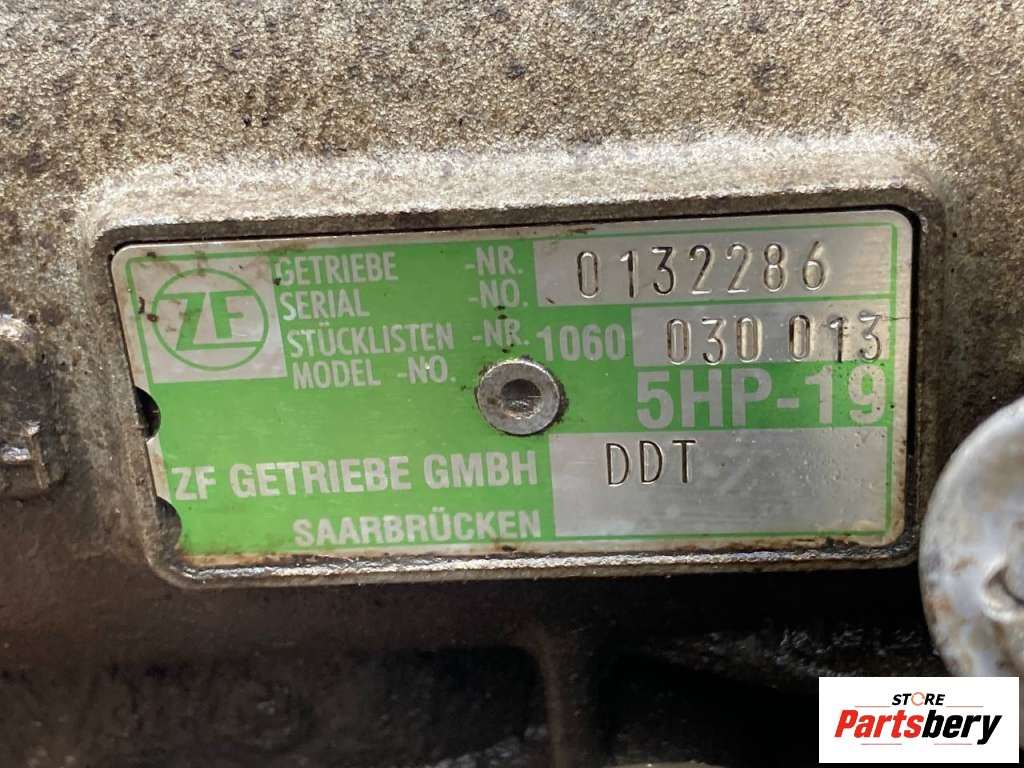 ZF
GETRIEBE -NR. 0132286
SERIAL -NO.
STÜCKLISTEN -NR. 1060 030 013
MODEL -NO.
5HP-19
ZF GETRIEBE GMBH DDT
SAARBRÜCKEN
STORE
Partsbery